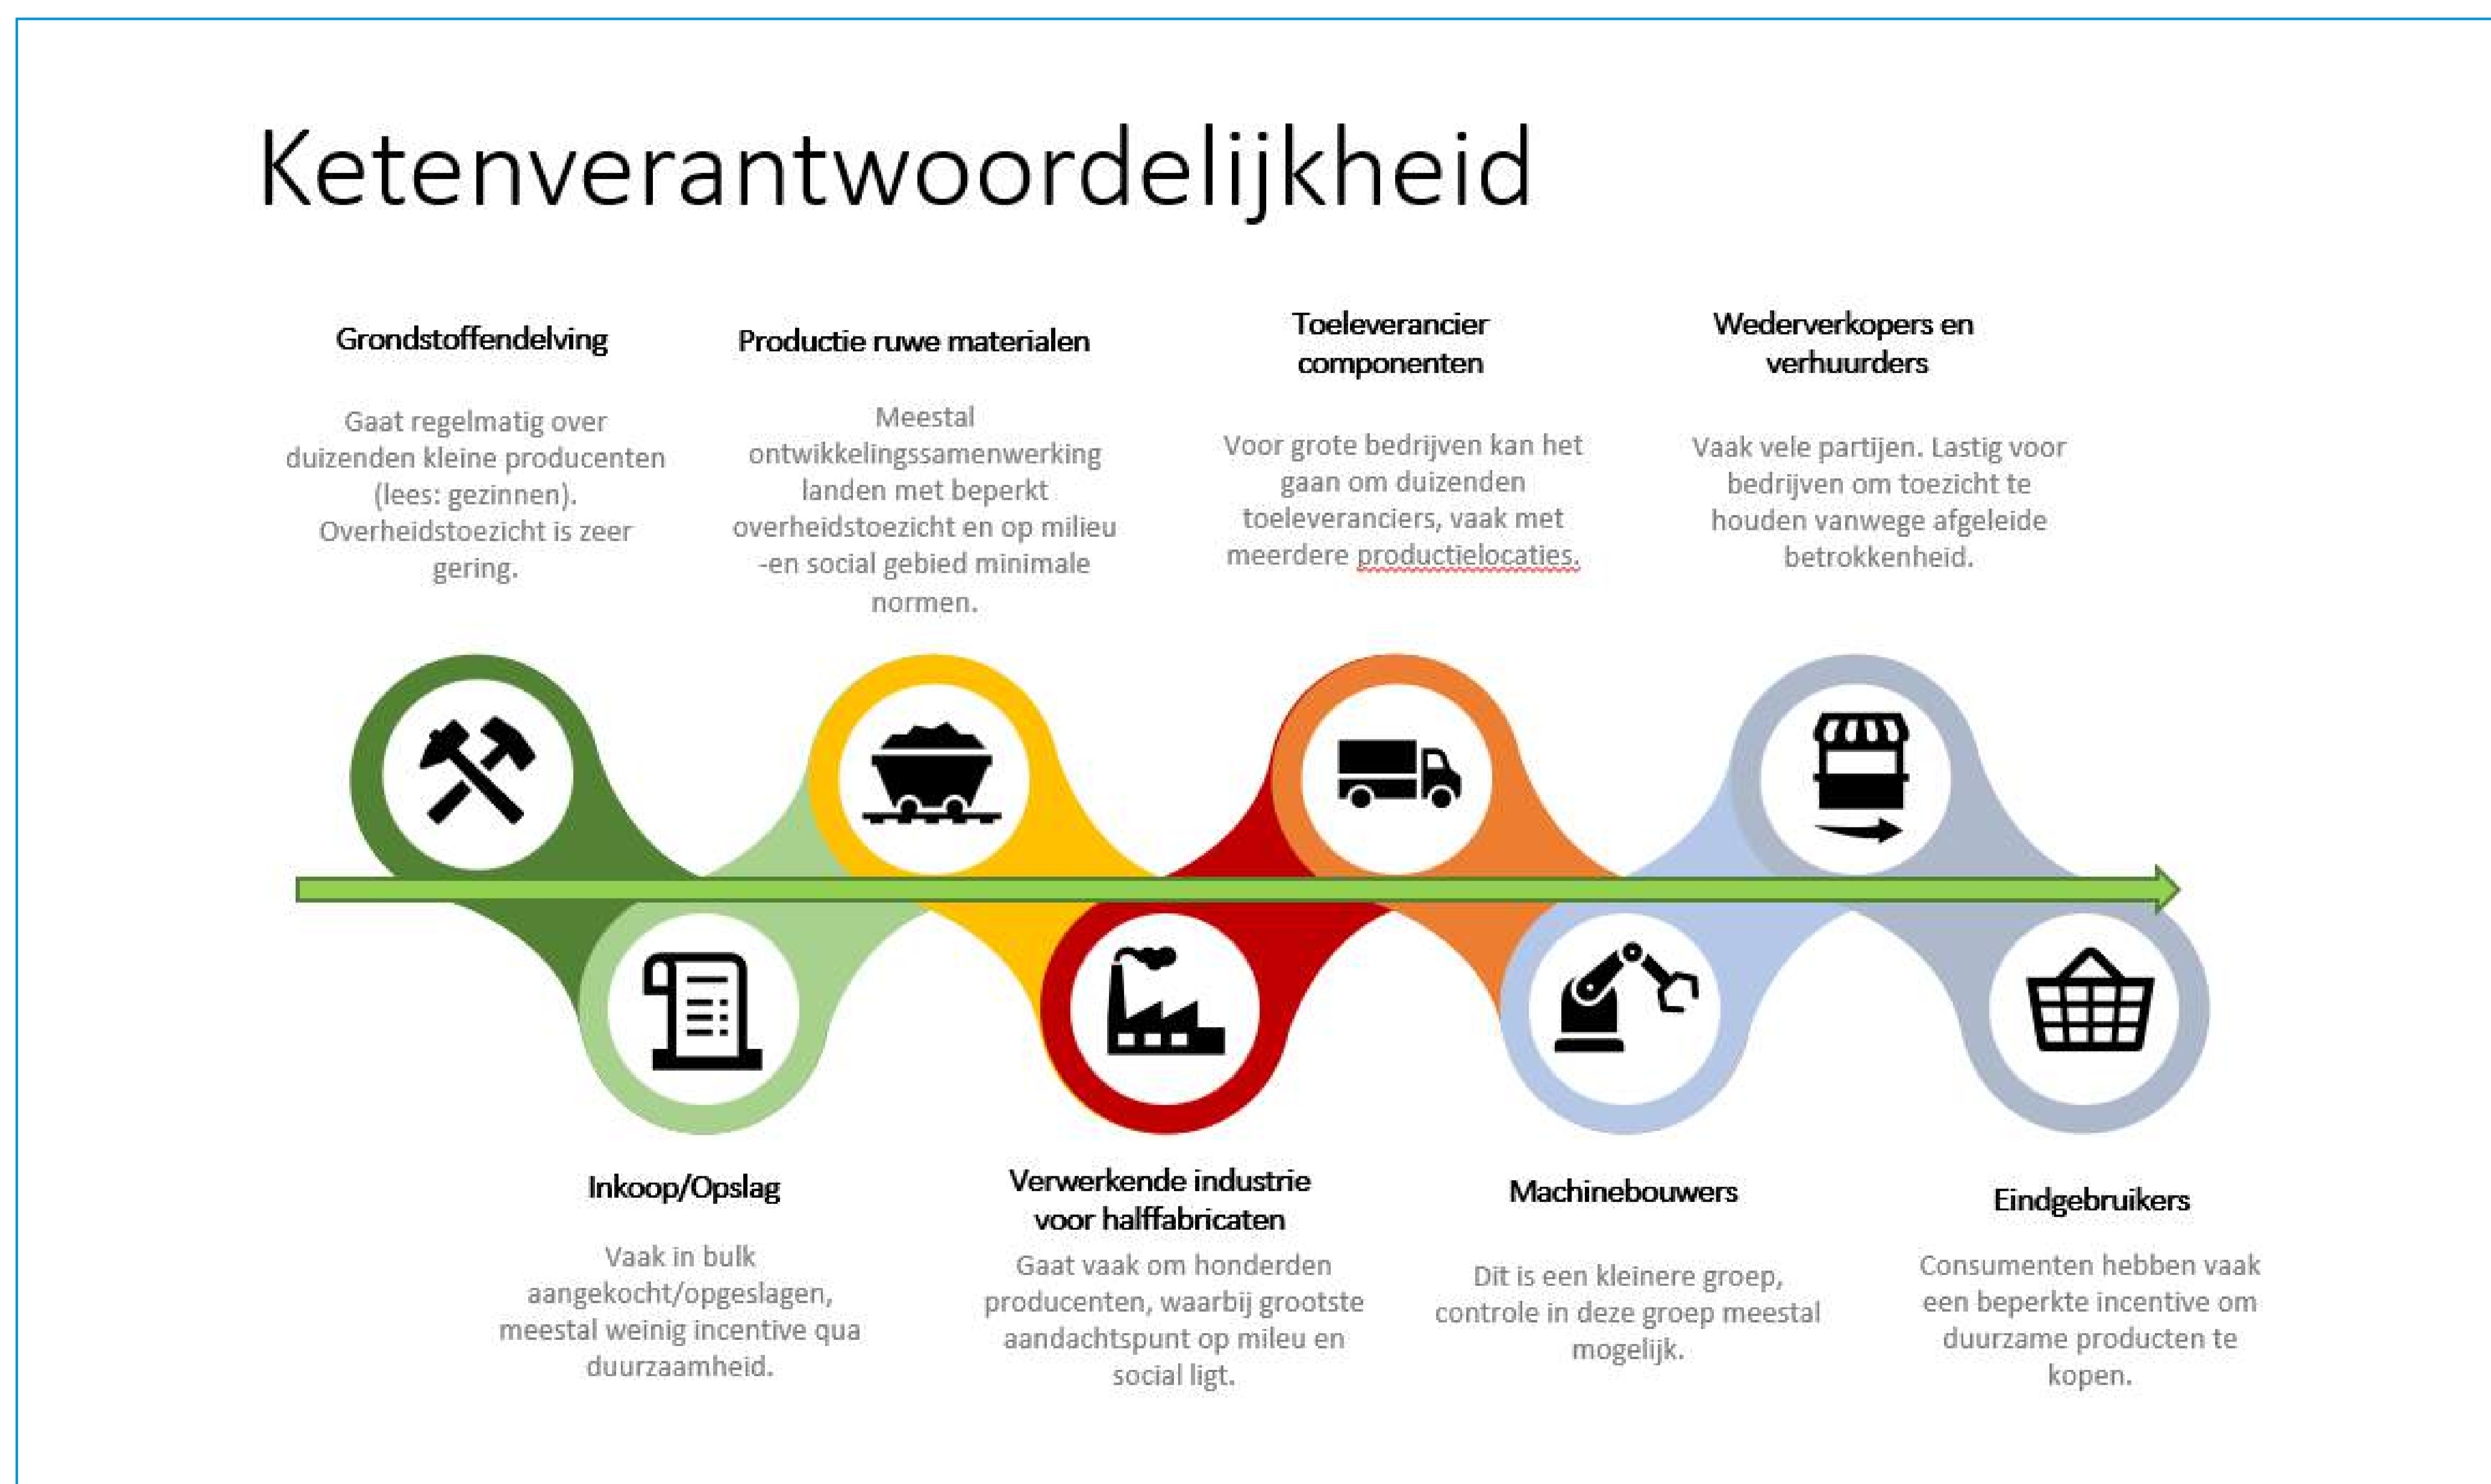 Ketenverantwoordelijkheid
Grondstoffendelving
Gaat regelmatig over
duizenden kleine producenten
(lees: gezinnen).
Overheidstoezicht is zeer
gering.
Productie ruwe materialen
Meestal
ontwikkelingssamenwerking
landen met beperkt
overheidstoezicht en op milieu
-en social gebied minimale
normen.
Toeleverancier
componenten
Voor grote bedrijven kan het
gaan om duizenden
toeleveranciers, vaak met
meerdere productielocaties.
Wederverkopers en
verhuurders
Vaak vele partijen. Lastig voor
bedrijven om toezicht te
houden vanwege afgeleide
betrokkenheid.
Inkoop/Opslag
Vaak in bulk
aangekocht/opgeslagen,
meestal weinig incentive qua
duurzaamheid.
Verwerkende industrie
voor halffabricaten
Gaat vaak om honderden
producenten, waarbij grootste
aandachtspunt op mileu en
social ligt.
Machinebouwers
Dit is een kleinere groep,
controle in deze groep meestal
mogelijk.
Eindgebruikers
Consumenten hebben vaak
een beperkte incentive om
duurzame producten te
kopen.